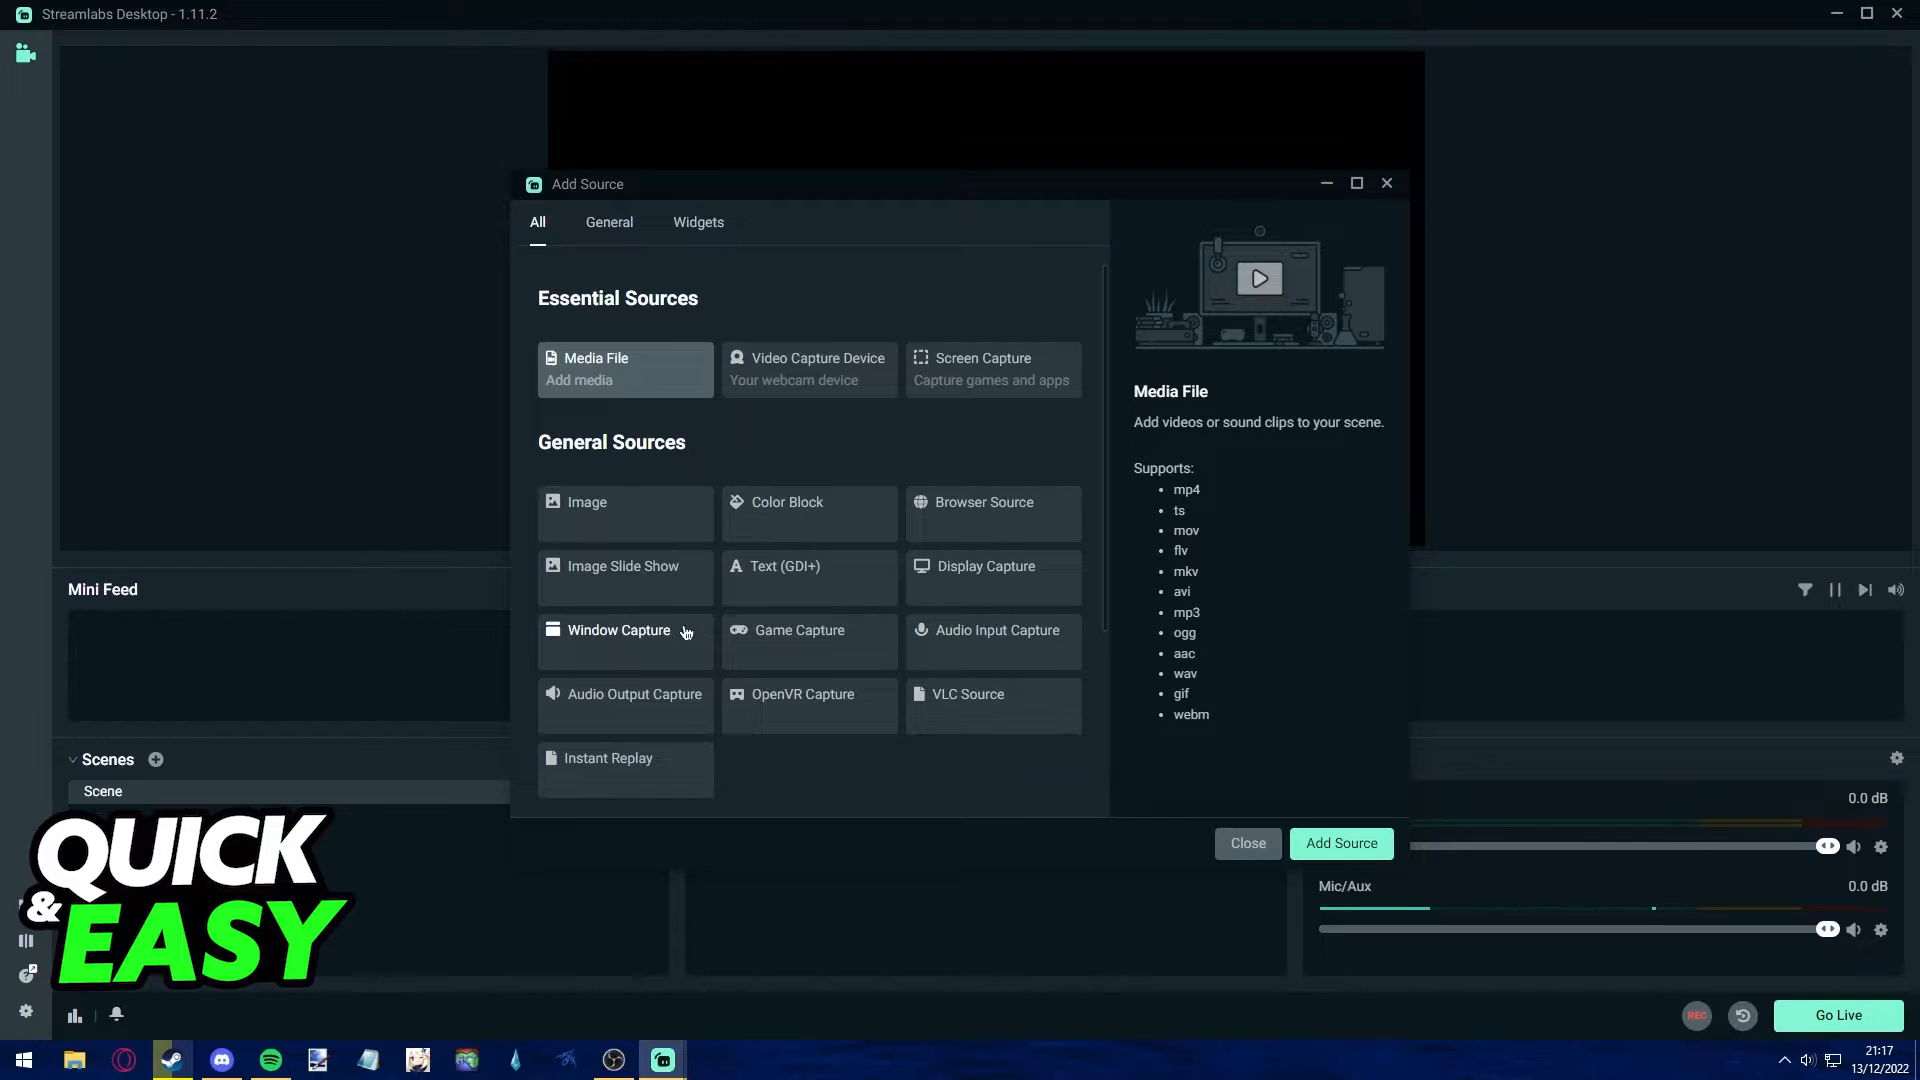 Streamlabs Desktop - 1.11.2
Add Source
All
General
Widgets
Essential Sources
Media File
Add media
Video Capture Device
Your webcam device
Screen Capture
Capture games and apps
General Sources
Image
Color Block
Browser Source
Image Slide Show
Text (GDI+)
Display Capture
Window Capture
Game Capture
Audio Input Capture
Audio Output Capture
OpenVR Capture
VLC Source
Instant Replay
Media File
Add videos or sound clips to your scene.
Supports:
mp4
ts
mov
flv
mkv
avi
mp3
ogg
aac
wav
gif
webm
Close
Add Source
Mini Feed
Scenes
Scene
0.0 dB
Mic/Aux
0.0 dB
QUICK
& EASY
REC
Go Live
21:17
13/12/2022